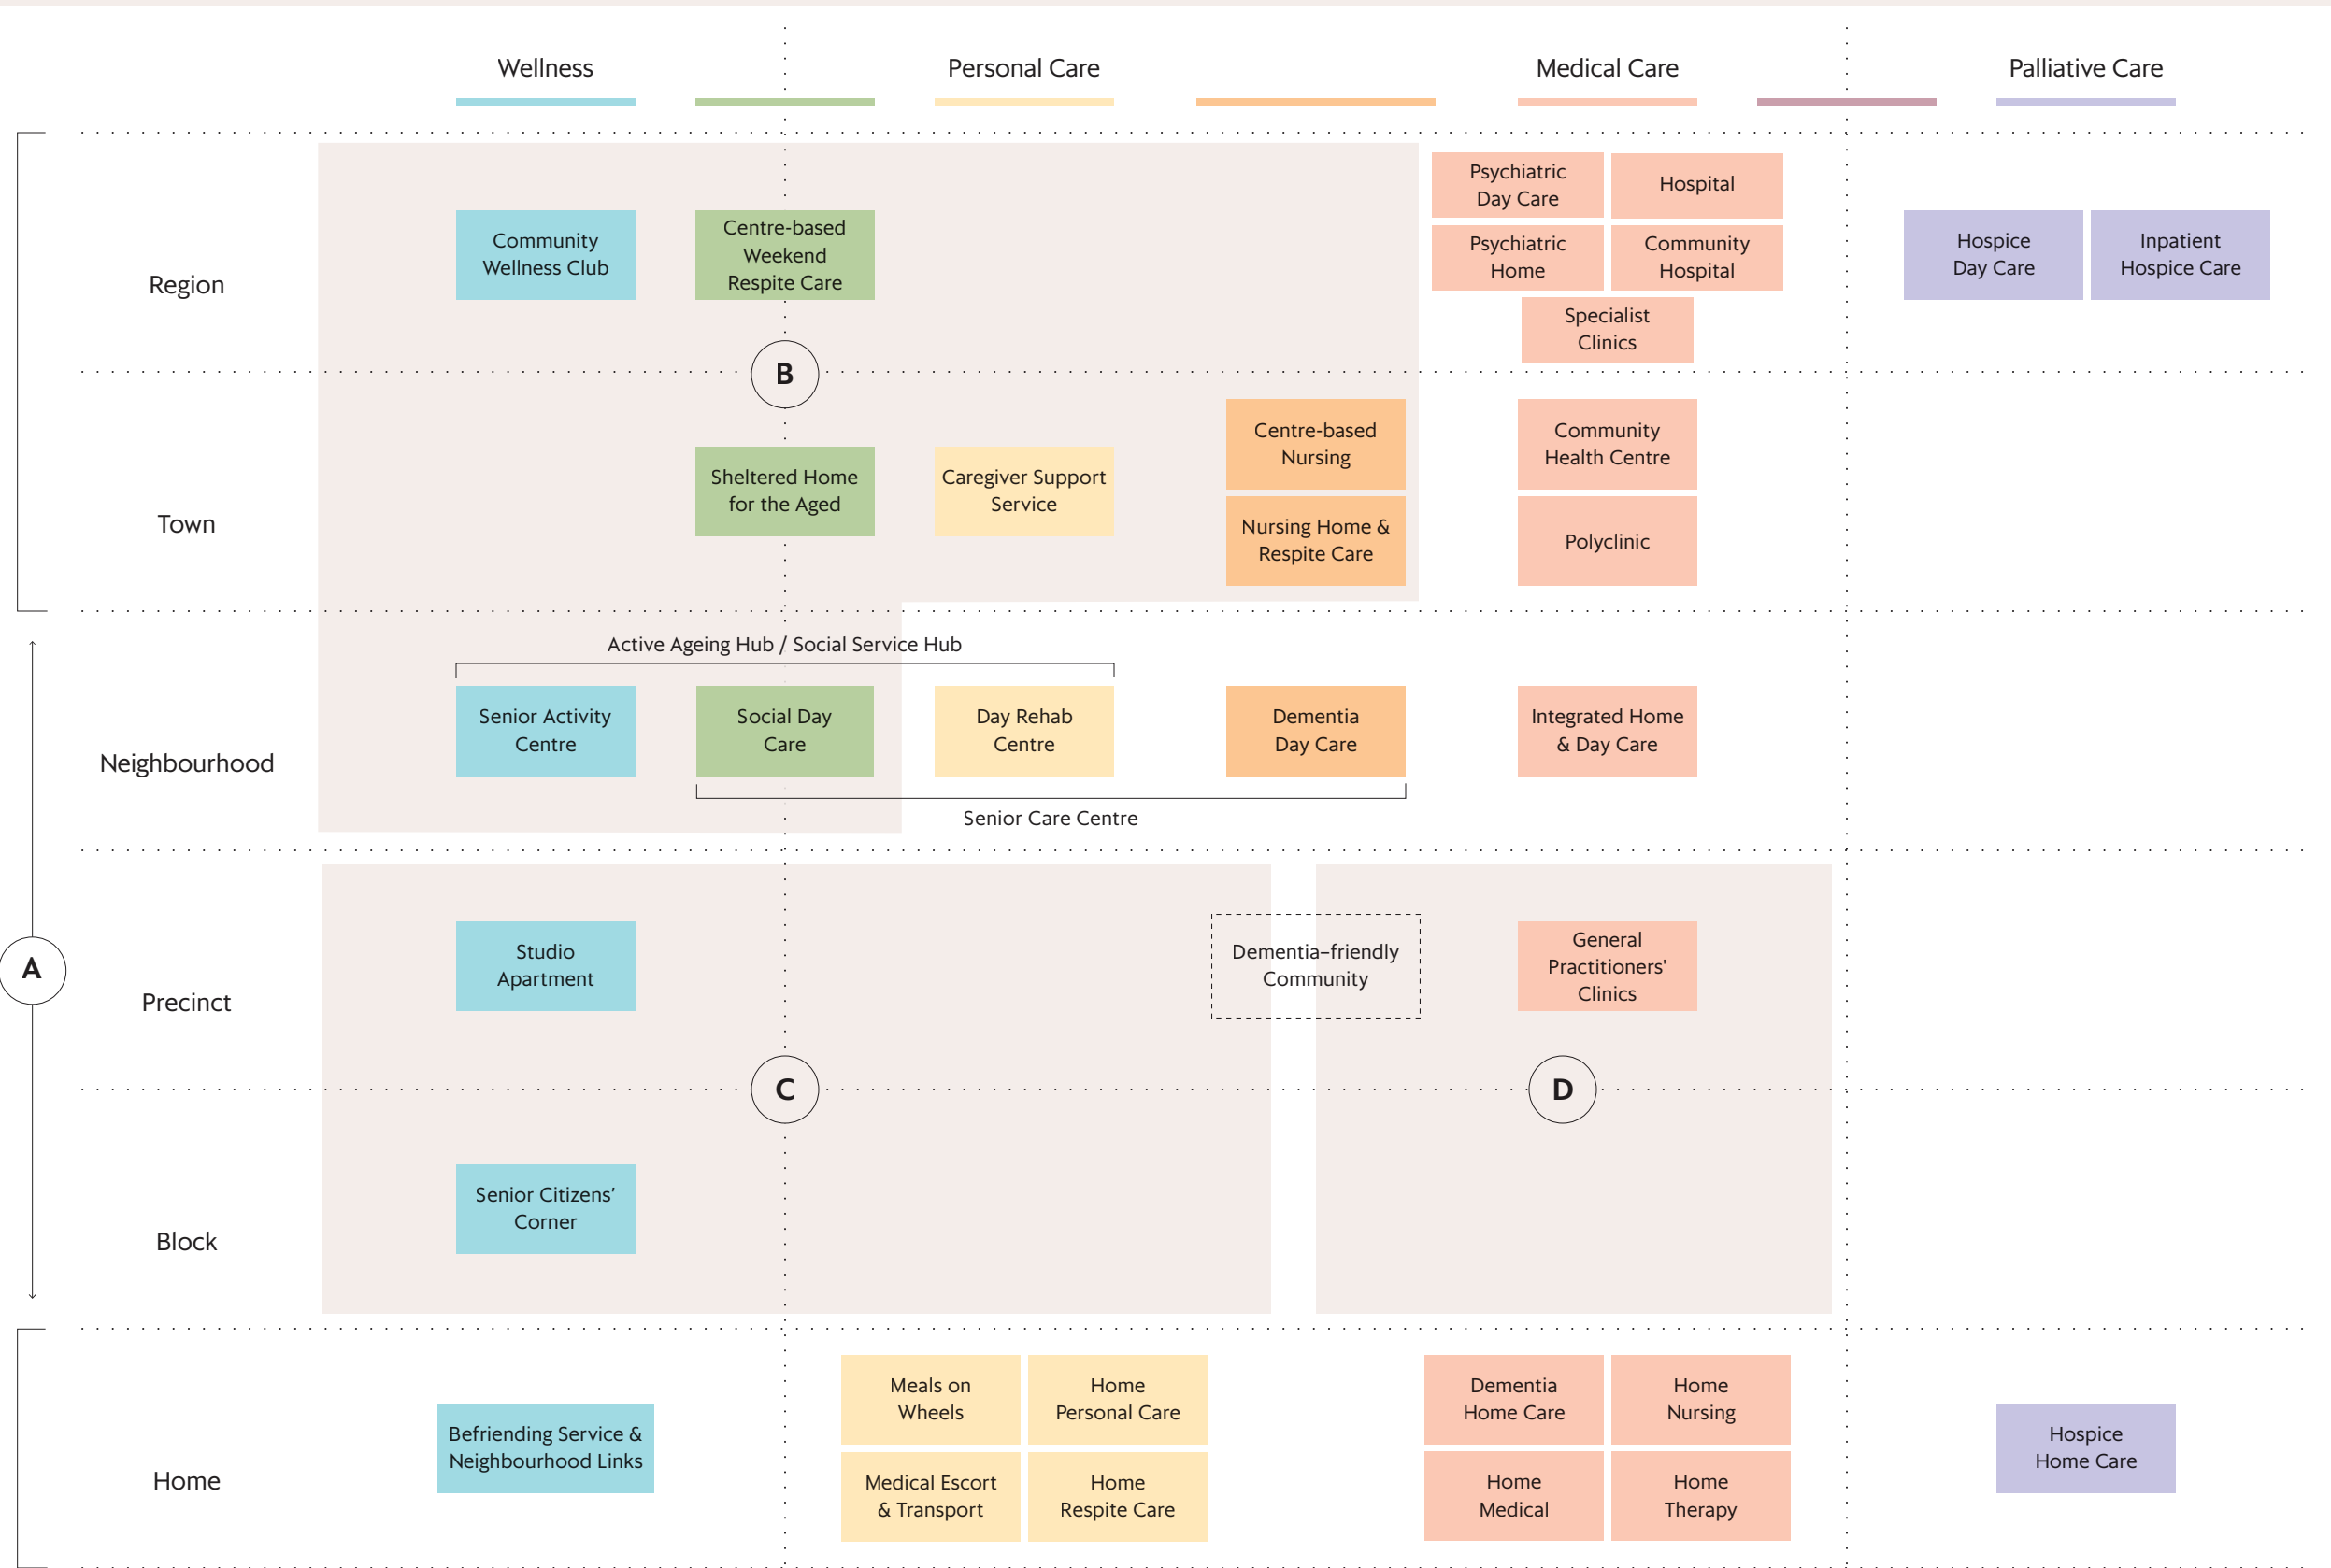 Wellness
Personal Care
Medical Care
Palliative Care
Region
Community
Wellness Club
Centre-based
Weekend
Respite Care
Psychiatric
Day Care
Hospital
Psychiatric
Home
Community
Hospital
Specialist
Clinics
Hospice
Day Care
Inpatient
Hospice Care
B
Town
Sheltered Home
for the Aged
Caregiver Support
Service
Centre-based
Nursing
Nursing Home &
Respite Care
Community
Health Centre
Polyclinic
Active Ageing Hub / Social Service Hub
Neighbourhood
Senior Activity
Centre
Social Day
Care
Day Rehab
Centre
Dementia
Day Care
Integrated Home
& Day Care
Senior Care Centre
A
Precinct
Studio
Apartment
Dementia–friendly
Community
General
Practitioners'
Clinics
C
D
Block
Senior Citizens'
Corner
Home
Befriending Service &
Neighbourhood Links
Meals on
Wheels
Home
Personal Care
Medical Escort
& Transport
Home
Respite Care
Dementia
Home Care
Home
Nursing
Home
Medical
Home
Therapy
Hospice
Home Care